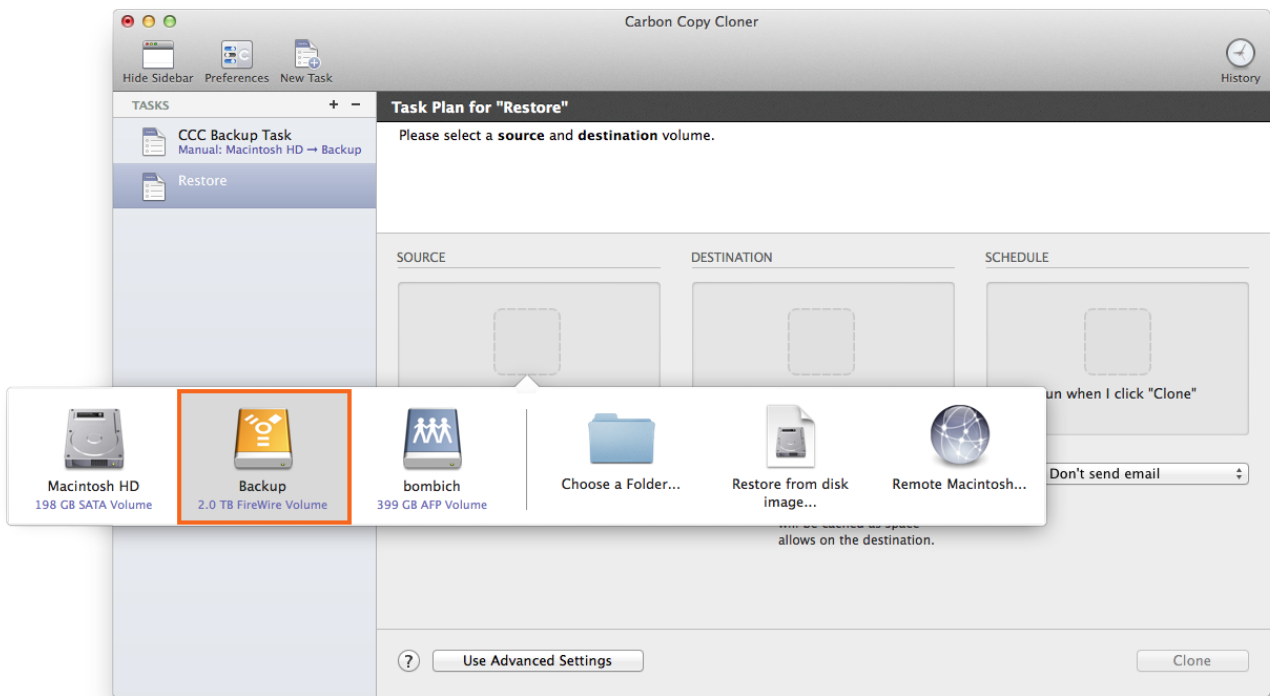 Carbon Copy Cloner
Hide Sidebar
Preferences
New Task
History
TASKS
+ −
Task Plan for "Restore"
CCC Backup Task
Manual: Macintosh HD → Backup
Restore
Please select a source and destination volume.
SOURCE
DESTINATION
SCHEDULE
un when I click "Clone"
Macintosh HD
198 GB SATA Volume
Backup
2.0 TB FireWire Volume
bombich
399 GB AFP Volume
Choose a Folder...
Restore from disk
image...
Remote Macintosh...
Don't send email
will be cached as space
allows on the destination.
?
Use Advanced Settings
Clone